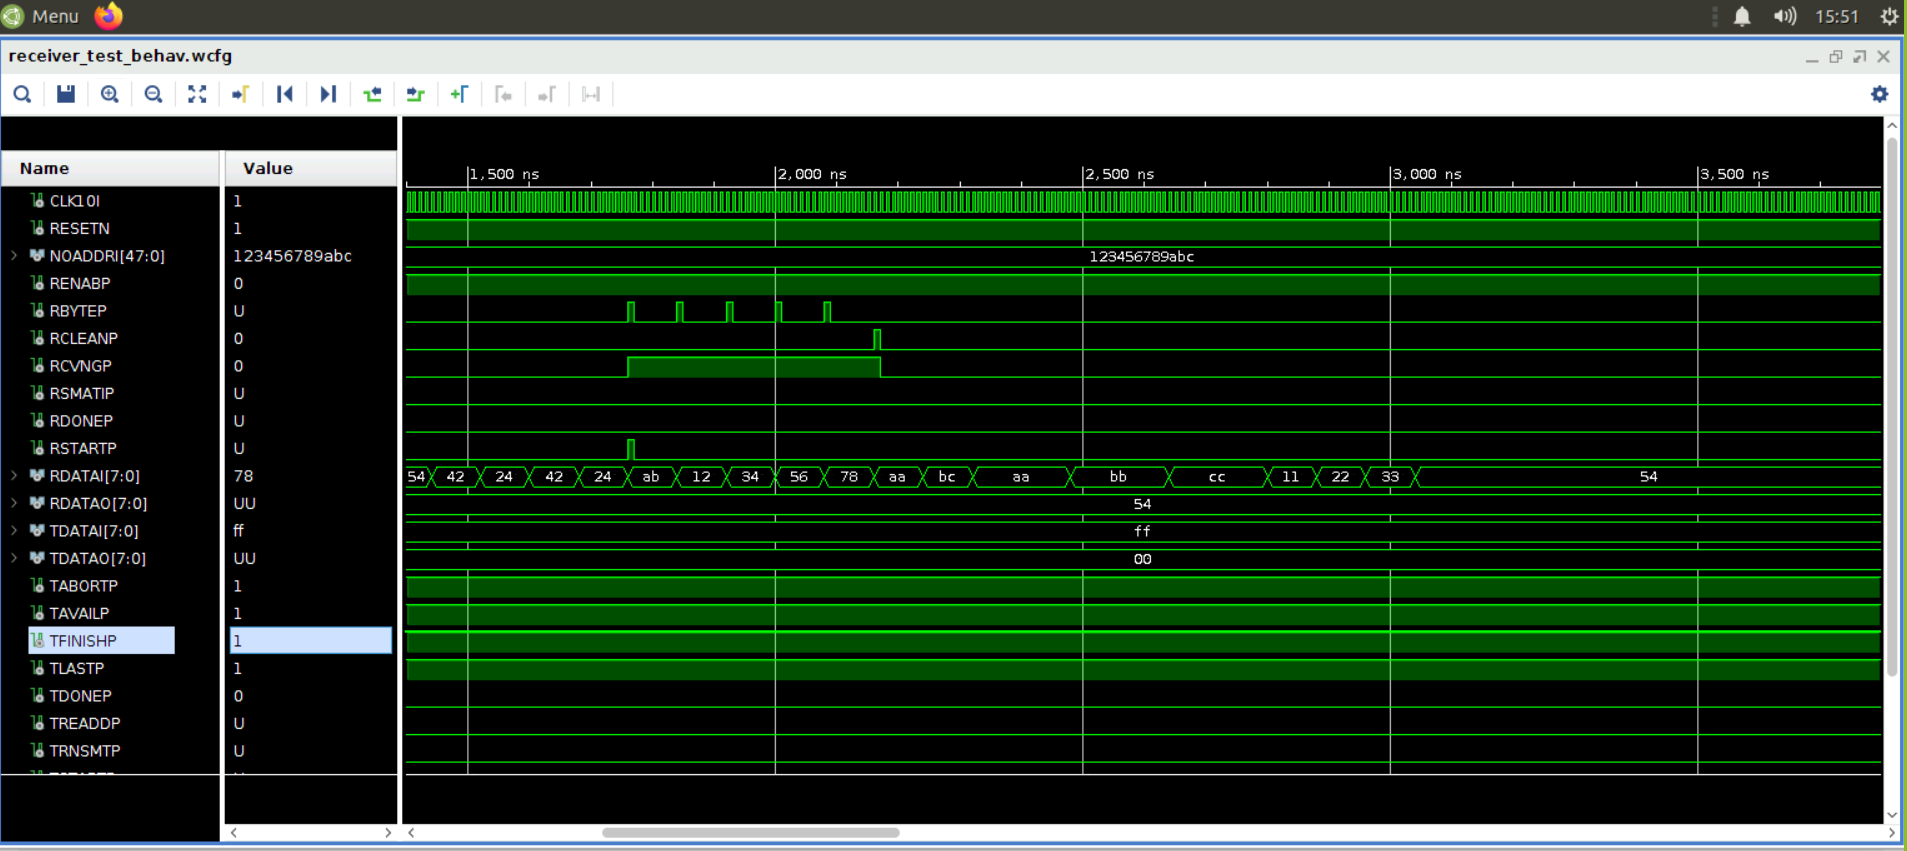 Menu
15:51
receiver_test_behav.wcfg
Name Value
1,500 ns 2,000 ns 2,500 ns 3,000 ns 3,500 ns
CLK10I 1
RESETN 1
NOADDRI[47:0] 123456789abc 123456789abc
RENABP 0
RBYTEP U
RCLEANP 0
RCVNGP 0
RSMATIP U
RDONEP U
RSTARTP U
RDATAI[7:0] 78 54 42 24 42 24 ab 12 34 56 78 aa bc aa bb cc 11 22 33 54
RDATAO[7:0] UU 54
TDATAI[7:0] ff ff
TDATAO[7:0] UU 00
TABORTP 1
TAVAILP 1
TFINISHP 1
TLASTP 1
TDONEP 0
TREADDP U
TRNSMTP U